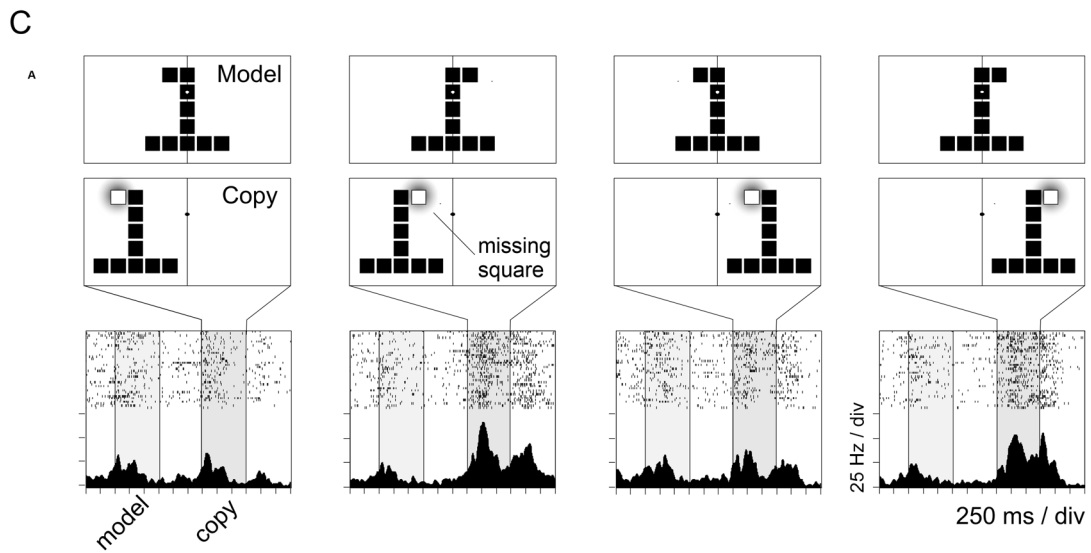 C
A
Model
Copy
missing
square
25 Hz / div
model
copy
250 ms / div